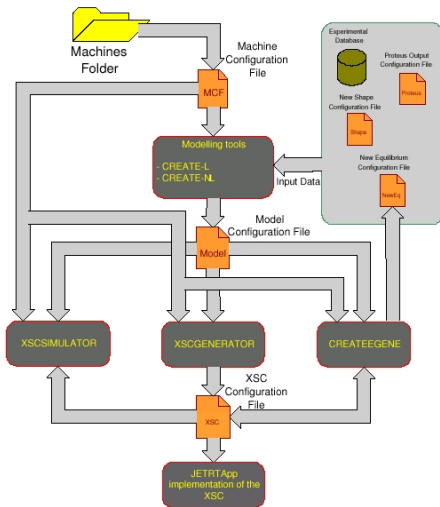 Machines
Folder
Machine
Configuration
File
MCF
Experimental
Database
Proteus Output
Configuration File
Proteus
New Shape
Configuration File
Shape
New Equilibrium
Configuration File
NewEq
Modelling tools
- CREATE-L
- CREATE-NL
Input Data
Model
Configuration File
Model
XSCSIMULATOR
XSCGENERATOR
CREATEEGENE
XSC
Configuration
File
XSC
JETRTApp
implementation of the
XSC